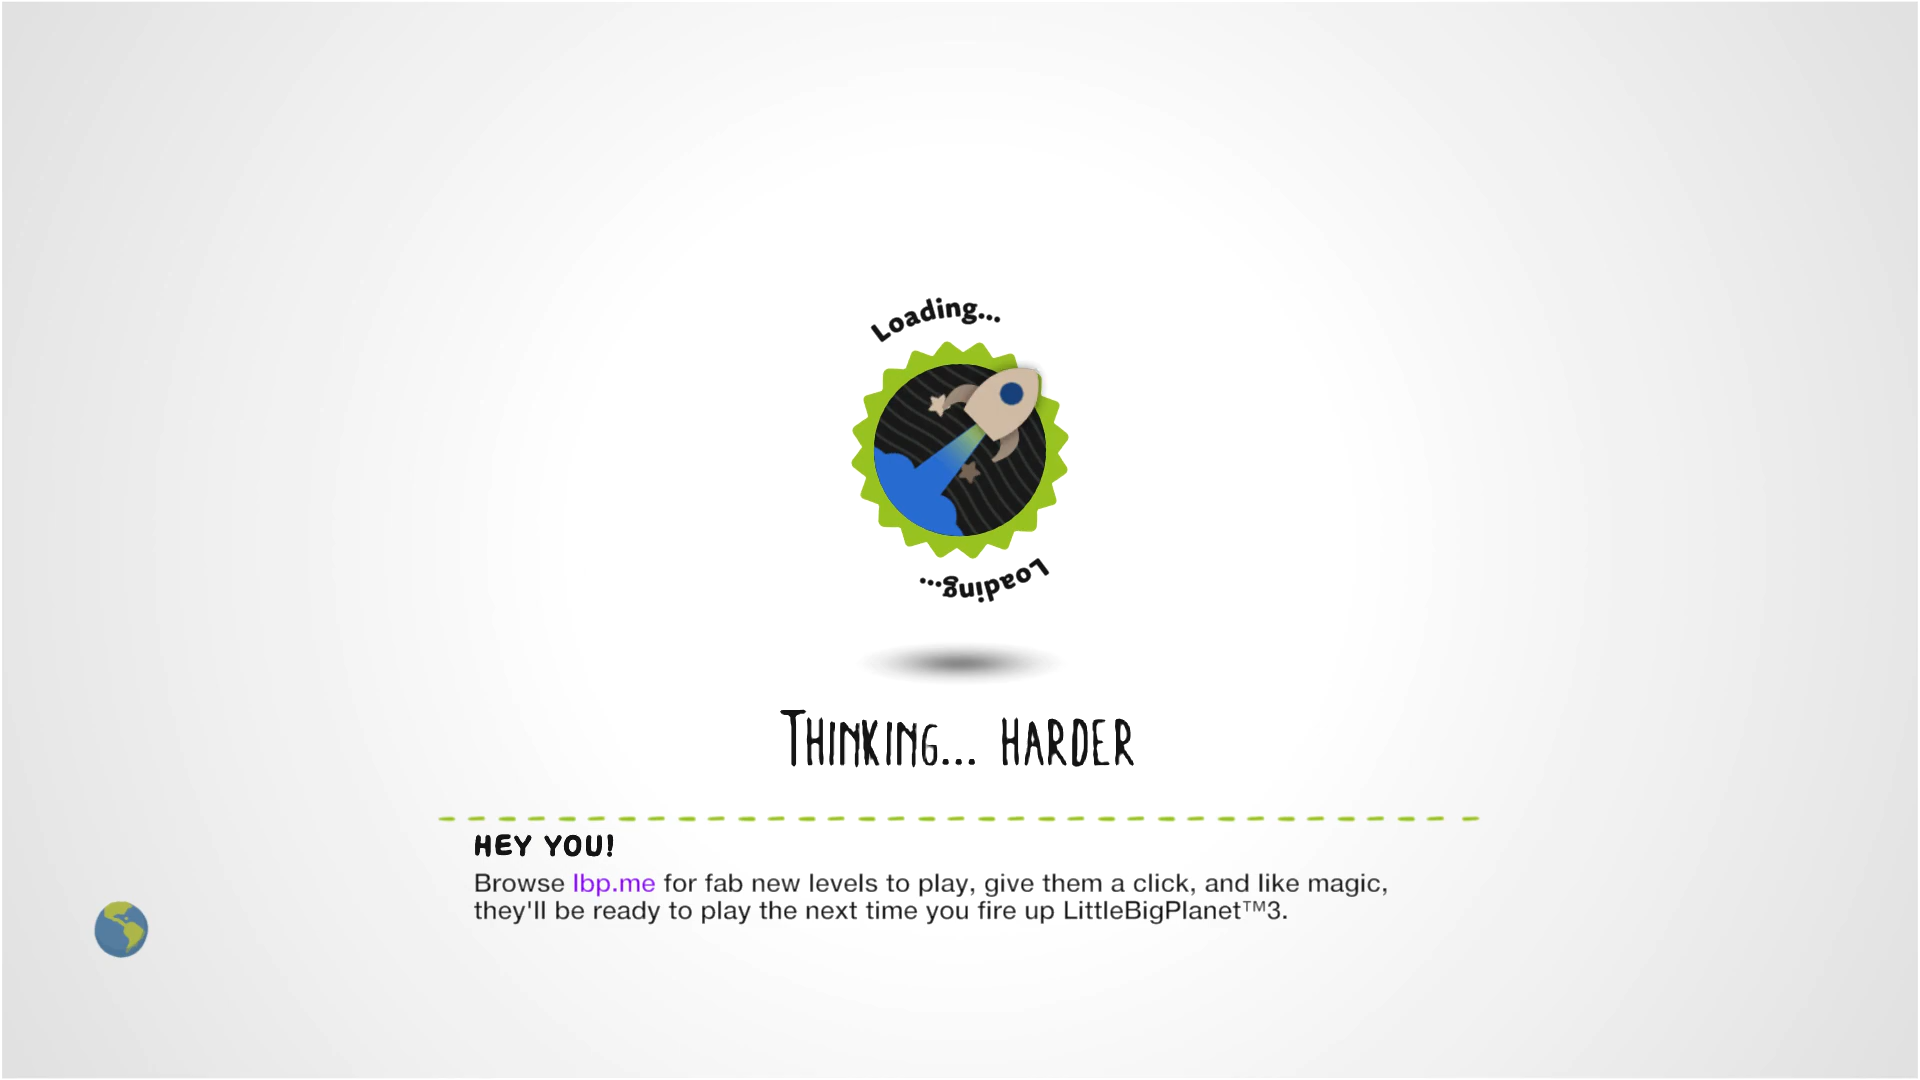 Loading...
Loading...
THINKING... HARDER
HEY YOU!
Browse lbp.me for fab new levels to play, give them a click, and like magic,
they'll be ready to play the next time you fire up LittleBigPlanet™3.